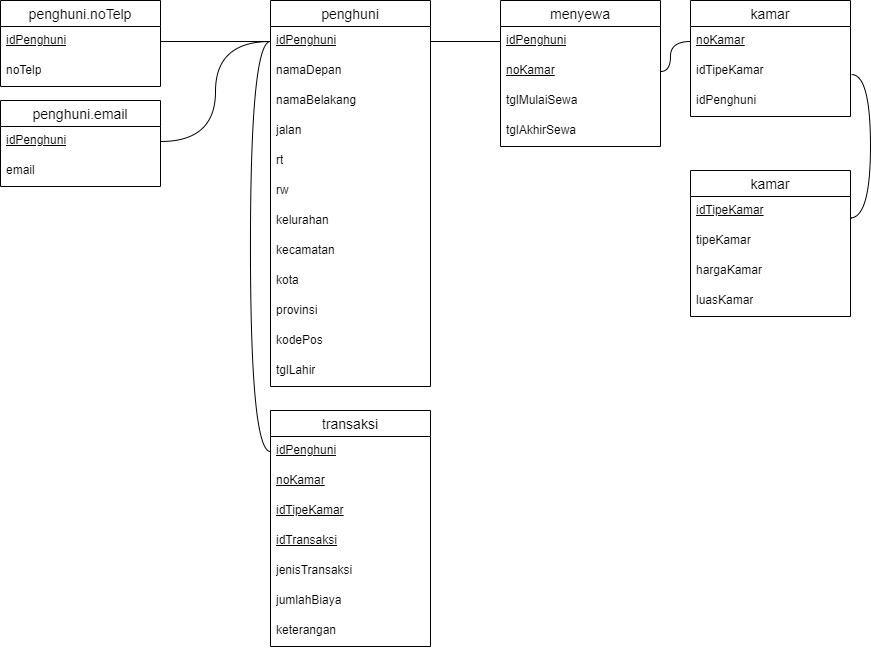 penghuni.noTelp
idPenghuni
noTelp
penghuni.email
idPenghuni
email
penghuni
idPenghuni
namaDepan
namaBelakang
jalan
rt
rw
kelurahan
kecamatan
kota
provinsi
kodePos
tglLahir
transaksi
idPenghuni
noKamar
idTipeKamar
idTransaksi
jenisTransaksi
jumlahBiaya
keterangan
menyewa
idPenghuni
noKamar
tglMulaiSewa
tglAkhirSewa
kamar
noKamar
idTipeKamar
idPenghuni
kamar
idTipeKamar
tipeKamar
hargaKamar
luasKamar